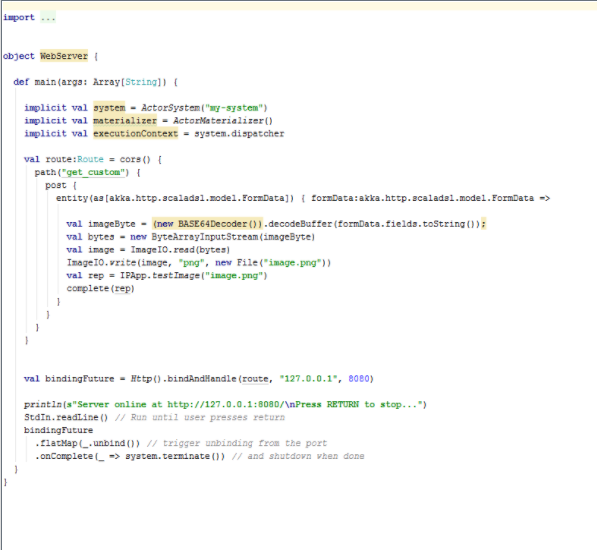 import ...
object WebServer {
def main(args: Array[String]) {
implicit val system = ActorSystem("my-system")
implicit val materializer = ActorMaterializer()
implicit val executionContext = system.dispatcher
val route:Route = cors() {
path("get_custom") {
post {
entity(as[akka.http.scaladsl.model.FormData]) { formData:akka.http.scaladsl.model.FormData =>
val imageByte = (new BASE64Decoder()).decodeBuffer(formData.fields.toString());
val bytes = new ByteArrayInputStream(imageByte)
val image = ImageIO.read(bytes)
ImageIO.write(image, "png", new File("image.png"))
val rep = IPApp.testImage("image.png")
complete(rep)
}
}
}
}
val bindingFuture = Http().bindAndHandle(route, "127.0.0.1", 8080)
println(s"Server online at http://127.0.0.1:8080/\nPress RETURN to stop...")
StdIn.readLine() // Run until user presses return
bindingFuture
.flatMap(_.unbind()) // trigger unbinding from the port
.onComplete(_ => system.terminate()) // and shutdown when done
}
}